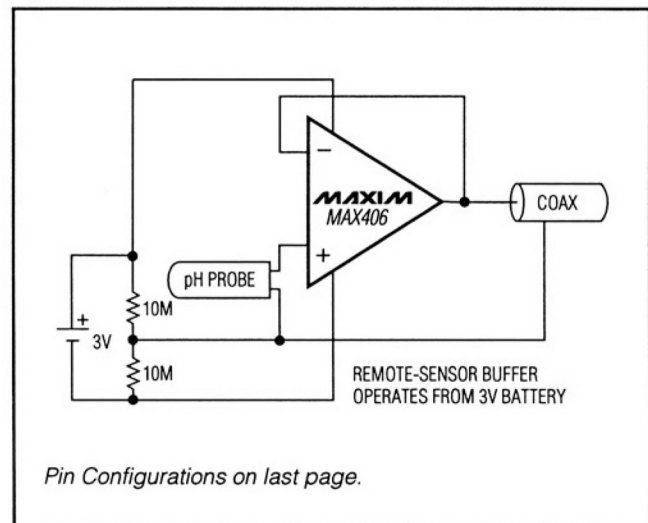 −
MAXIM
MAX406
+
COAX
pH PROBE
+
10M
3V
10M
REMOTE-SENSOR BUFFER
OPERATES FROM 3V BATTERY
Pin Configurations on last page.